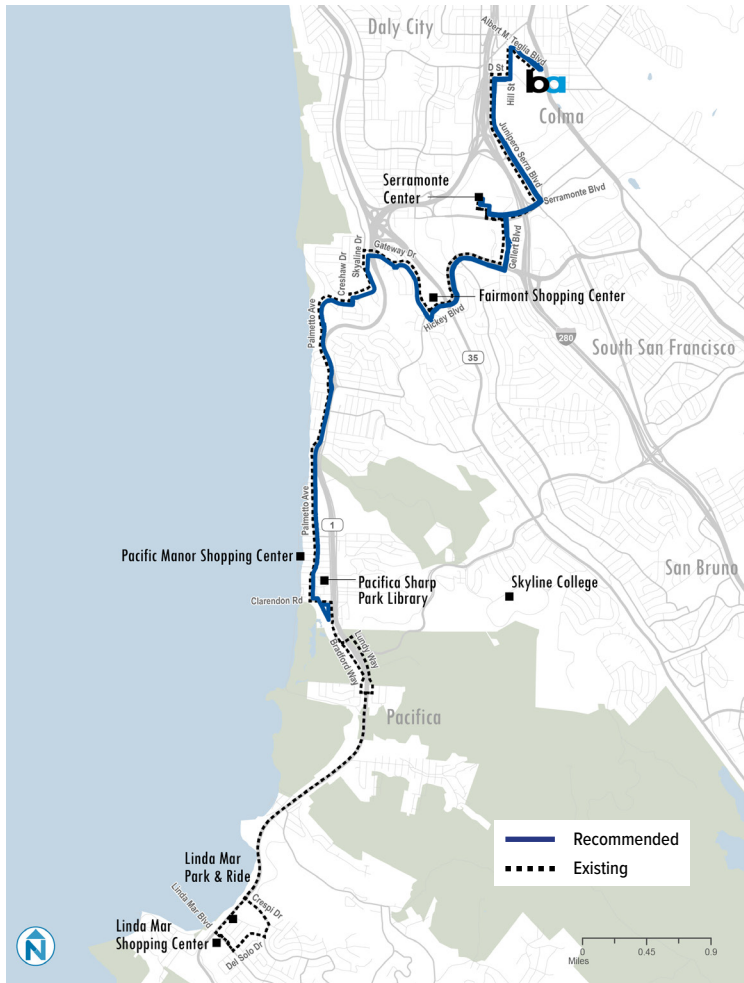 Daly City
Albert M. Teglia Blvd
D St
ba
Hill St
Colma
Junipero Serra Blvd
Serramonte
Center
Serramonte Blvd
Skyaline Dr
Gateway Dr
Creshaw Dr
Gellert Blvd
Fairmont Shopping Center
Palmetto Ave
Hickey Blvd
280
South San Francisco
35
Palmetto Ave
1
Pacific Manor Shopping Center
San Bruno
Pacifica Sharp
Park Library
Skyline College
Clarendon Rd
Lundy Way
Bradford Way
Pacifica
Recommended
Existing
Linda Mar
Park & Ride
Crespi Dr
Linda Mar Blvd
Linda Mar
Shopping Center
Del Solo Dr
N
0 0.45 0.9
Miles